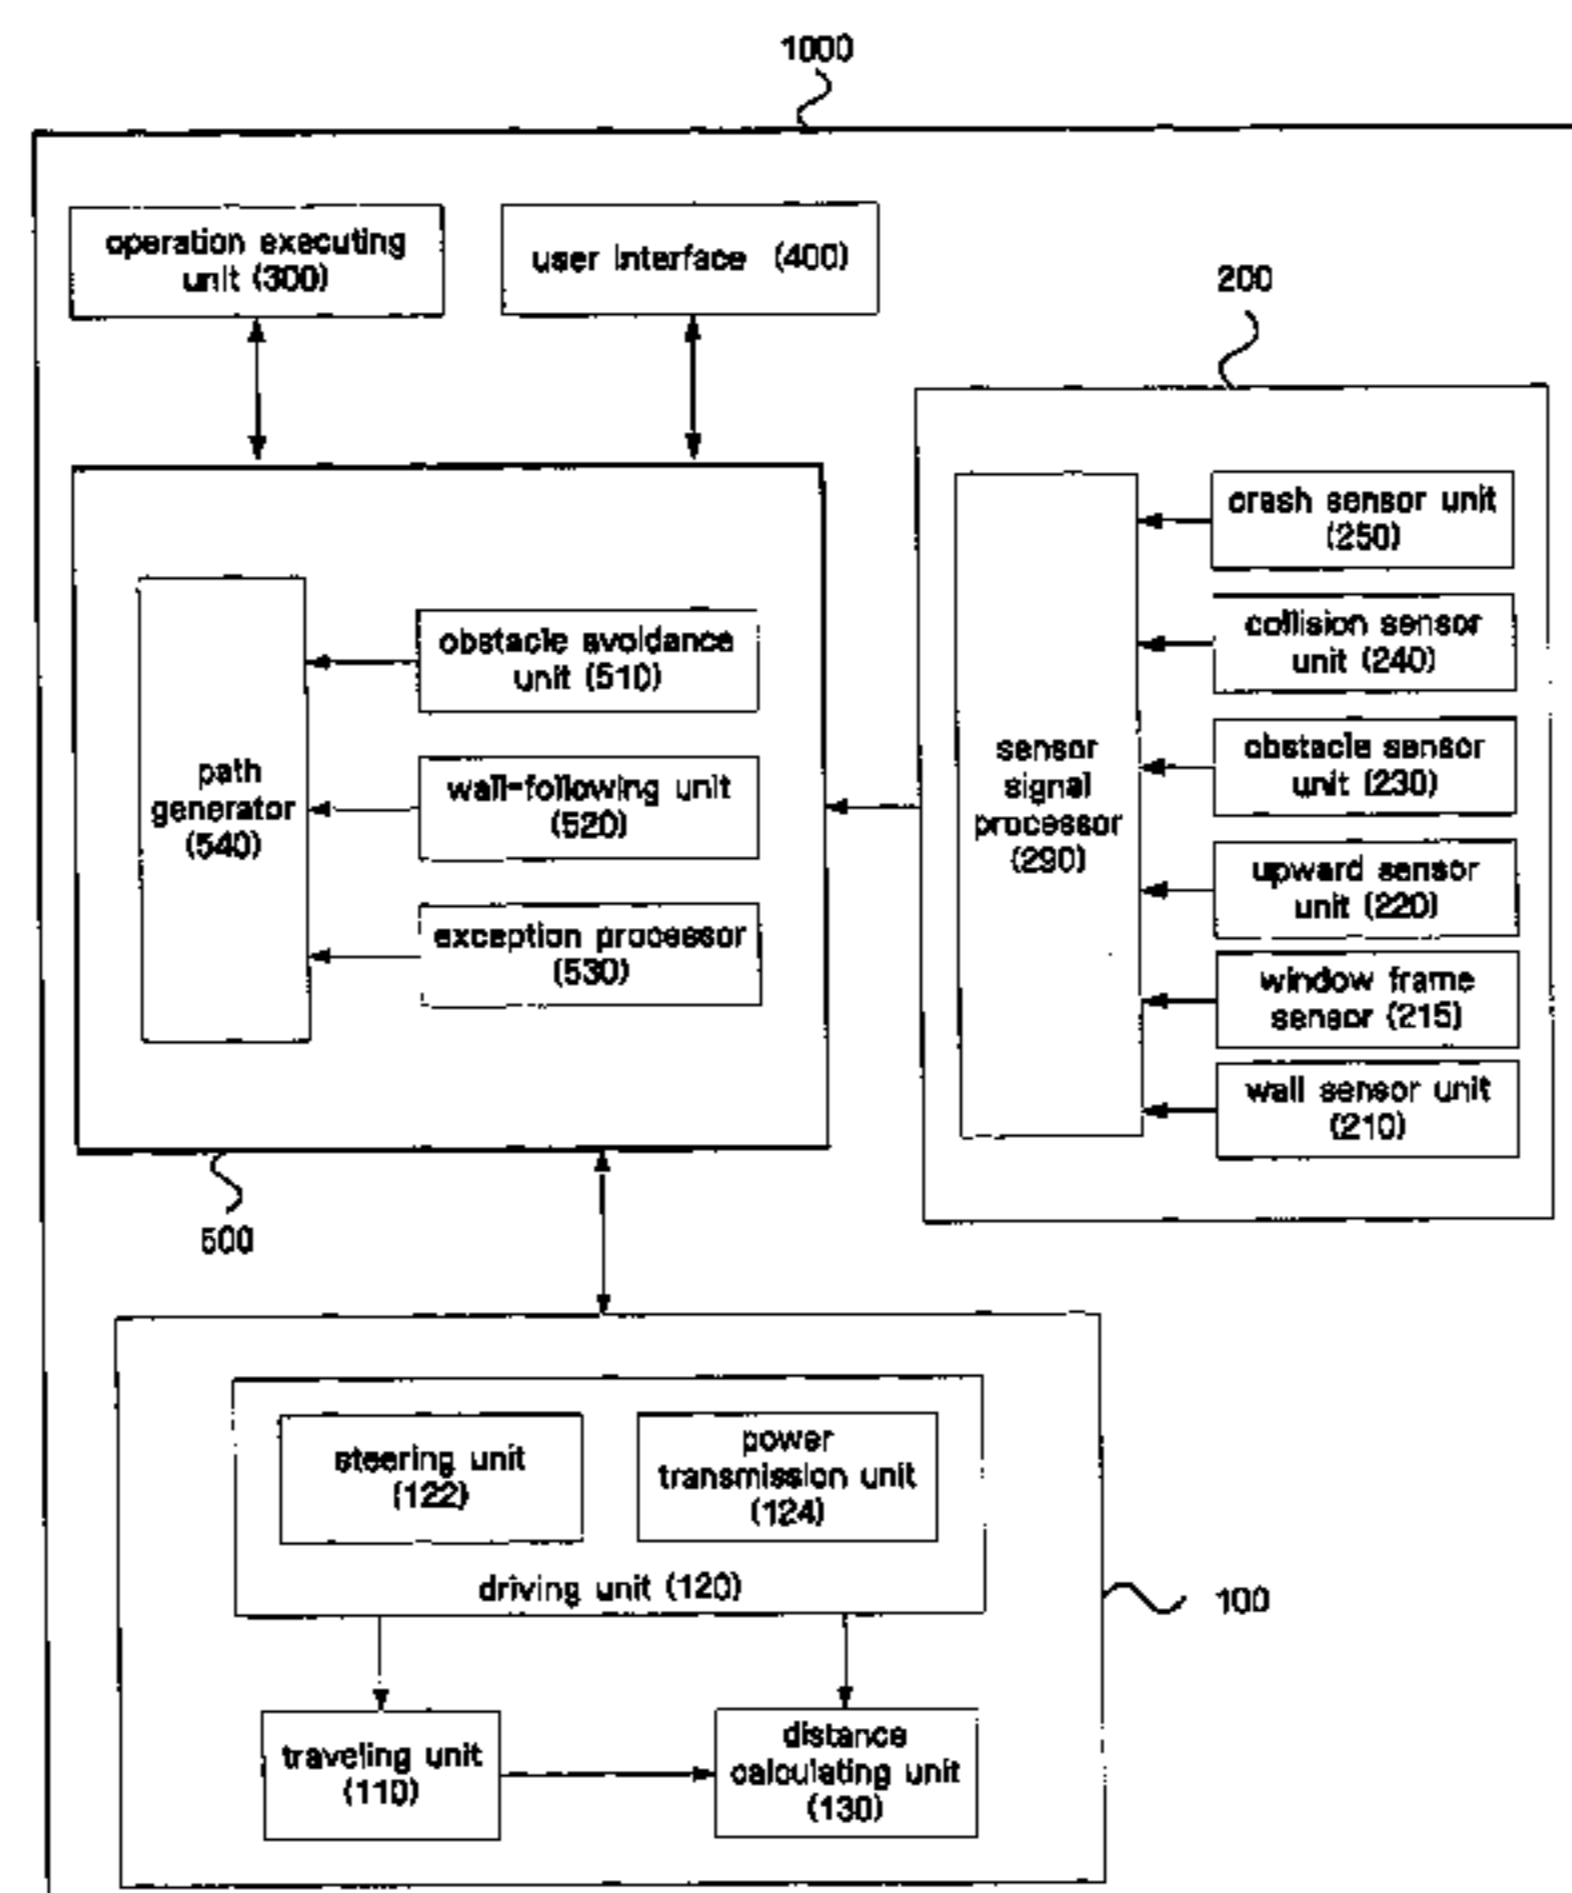 1000
operation executing
unit (300)
user interface (400)
200
crash sensor unit
(250)
collision sensor
unit (240)
obstacle sensor
unit (230)
upward sensor
unit (220)
window frame
sensor (215)
wall sensor unit
(210)
sensor
signal
processor
(290)
obstacle avoidance
unit (510)
wall-following unit
(520)
exception processor
(530)
path
generator
(540)
500
steering unit
(122)
power
transmission unit
(124)
driving unit (120)
100
traveling unit
(110)
distance
calculating unit
(130)